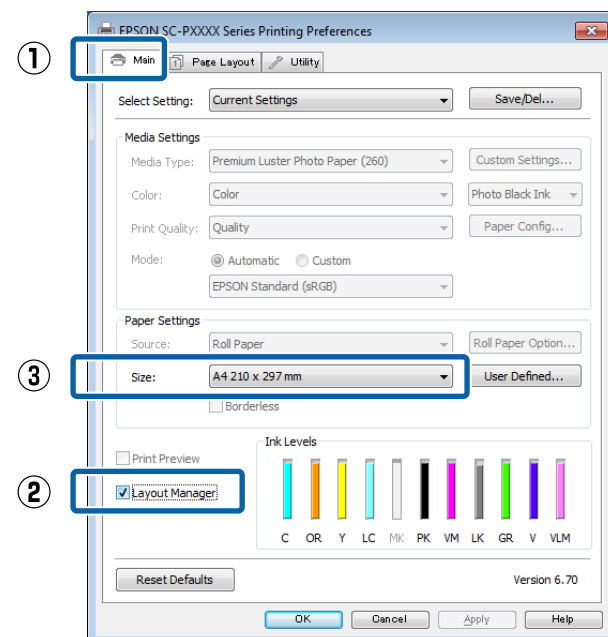 EPSON SC-PXXXX Series Printing Preferences
①
Main Page Layout Utility
Select Setting: Current Settings Save/Del...
Media Settings
Media Type: Premium Luster Photo Paper (260) Custom Settings...
Color: Color Photo Black Ink
Print Quality: Quality Paper Config...
Mode: Automatic Custom
EPSON Standard (sRGB)
Paper Settings
Source: Roll Paper Roll Paper Option...
③ Size: A4 210 x 297 mm User Defined...
Borderless
Ink Levels
Print Preview
② Layout Manager
C OR Y LC MK PK VM LK GR V VLM
Reset Defaults Version 6.70
OK Cancel Apply Help